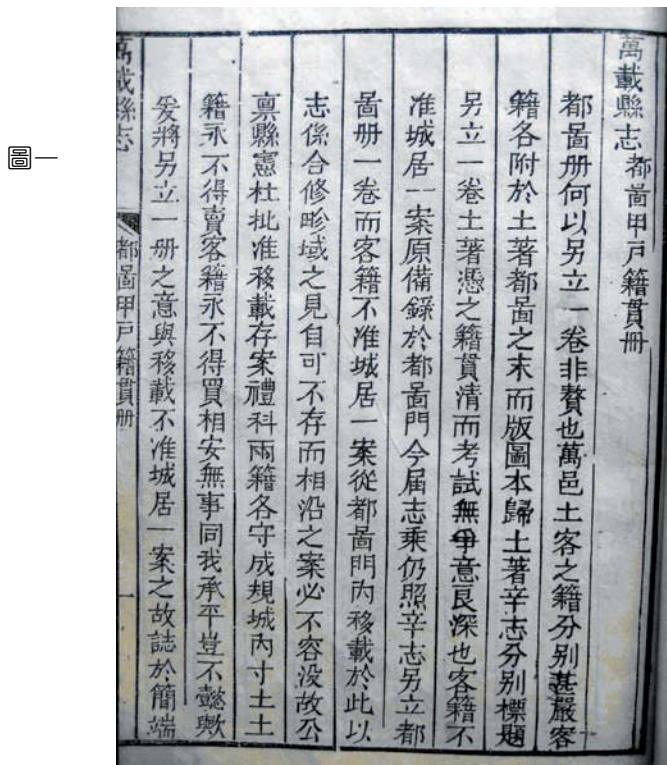 圖一
萬載縣志都啚甲戸籍貫册
都啚册何以另立一卷非贅也萬邑土客之籍分别甚嚴客
籍各附於土著都啚之末而版圖本歸土著辛志分别標題
另立一卷土著憑之籍貫清而考試無爭意良深也客籍不
准城居一案原備錄於都啚門今届志乘仍照辛志另立都
啚册一卷而客籍不准城居一案從都啚門内移載於此以
志係合修畛域之見自可不存而相沿之案必不容没故公
禀縣憲杜批准移載存案禮科兩籍各守成規城内寸土土
籍永不得賣客籍永不得買相安無事同我承平豈不懿歟
爰將另立一册之意與移載不准城居一案之故誌於簡端
萬載縣志
都啚甲戸籍貫册
一